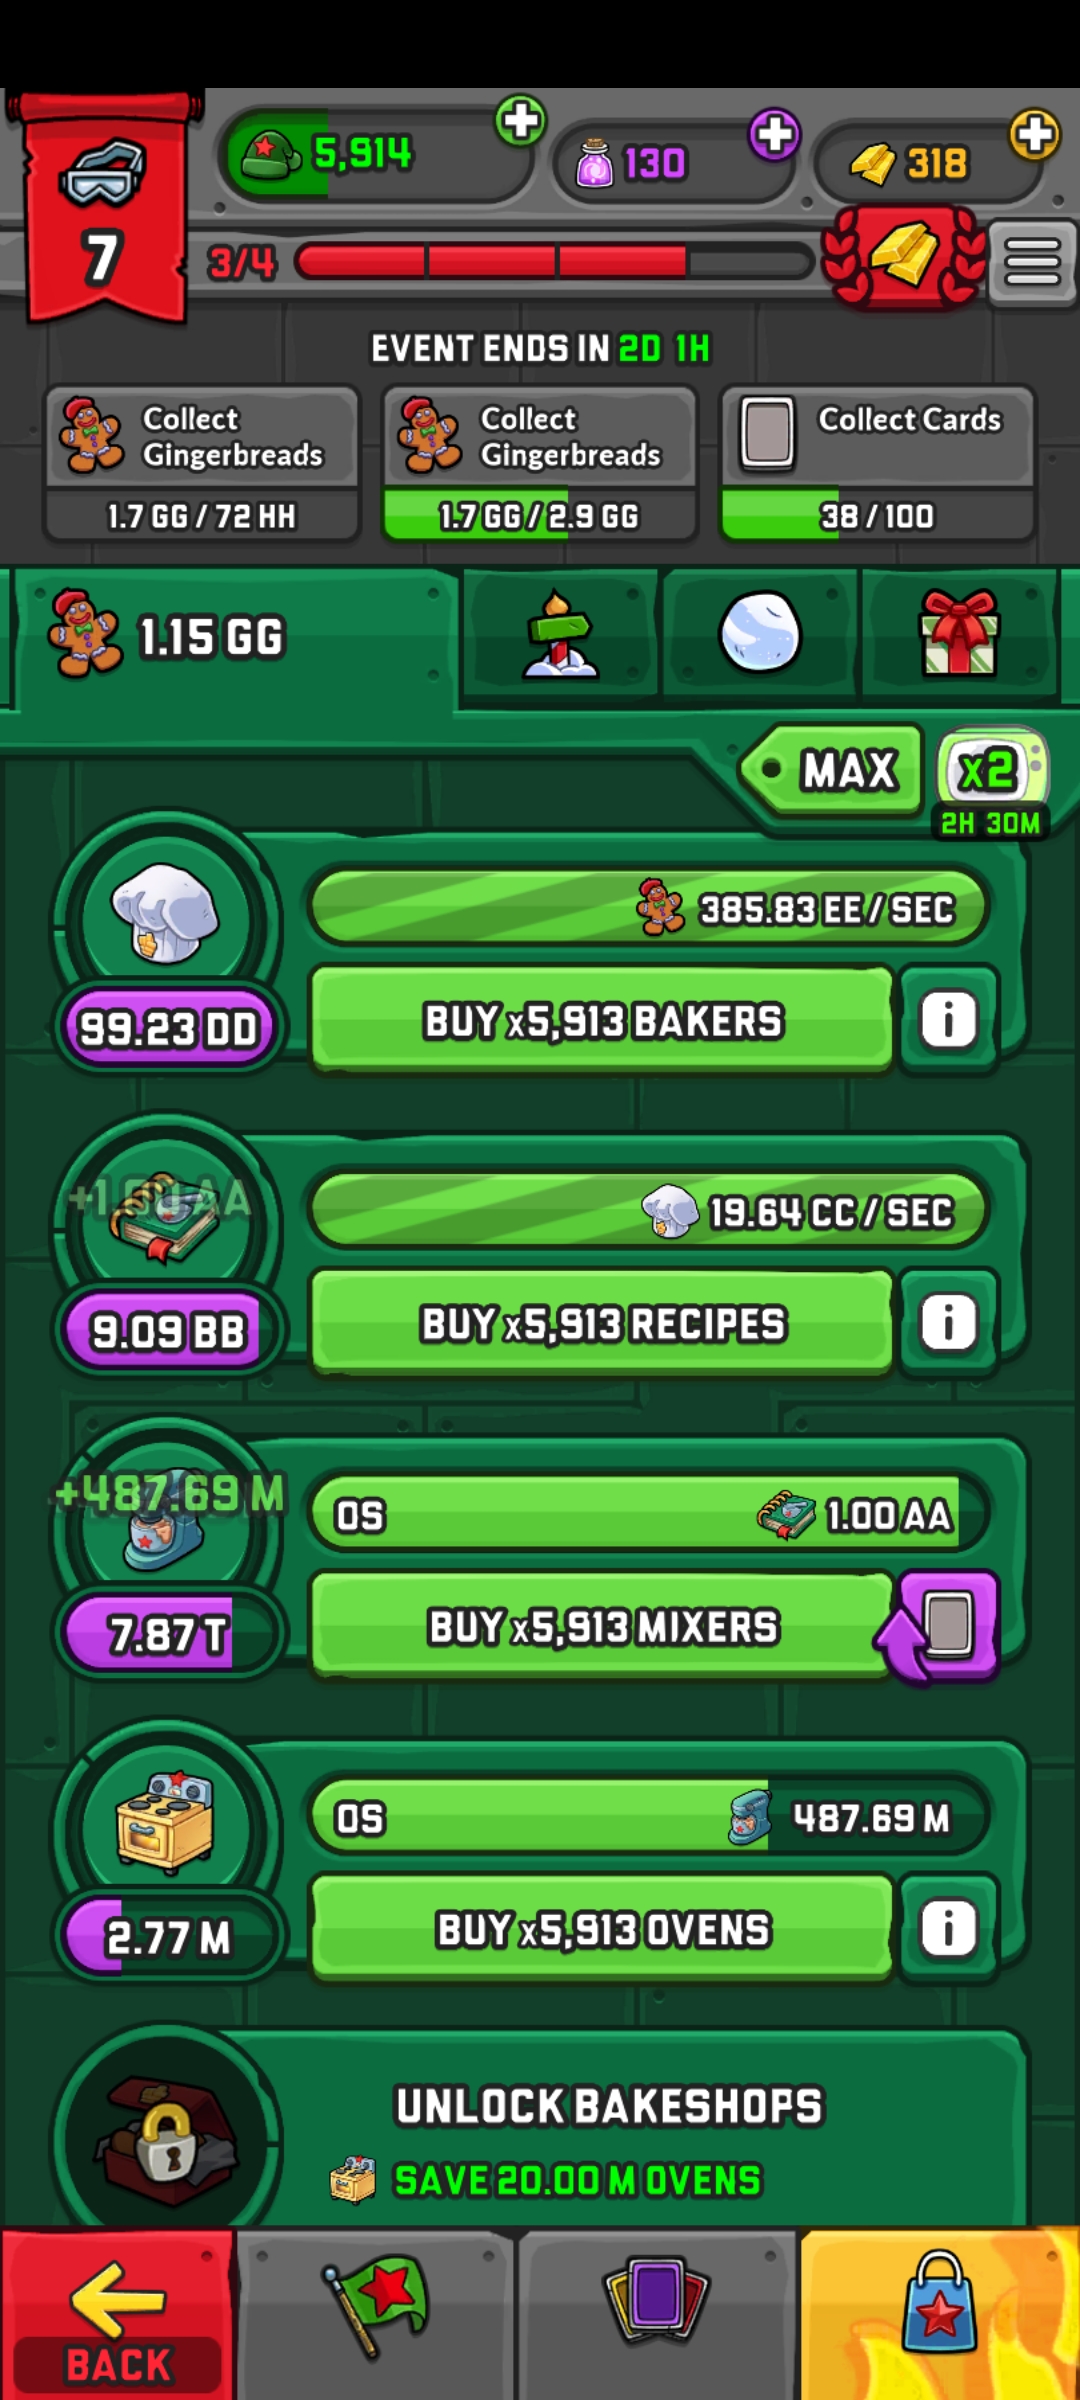 5,914
130
318
7
3/4
EVENT ENDS IN 2D 1H
Collect
Gingerbreads
1.7 GG / 72 HH
Collect
Gingerbreads
1.7 GG / 2.9 GG
Collect Cards
38 / 100
1.15 GG
MAX
x2
2H 30M
385.83 EE / SEC
99.23 DD
BUY x5,913 BAKERS
i
19.64 CC / SEC
9.09 BB
BUY x5,913 RECIPES
i
+487.69 M
0S
1.00 AA
7.87 T
BUY x5,913 MIXERS
0S
487.69 M
2.77 M
BUY x5,913 OVENS
i
UNLOCK BAKESHOPS
SAVE 20.00 M OVENS
BACK